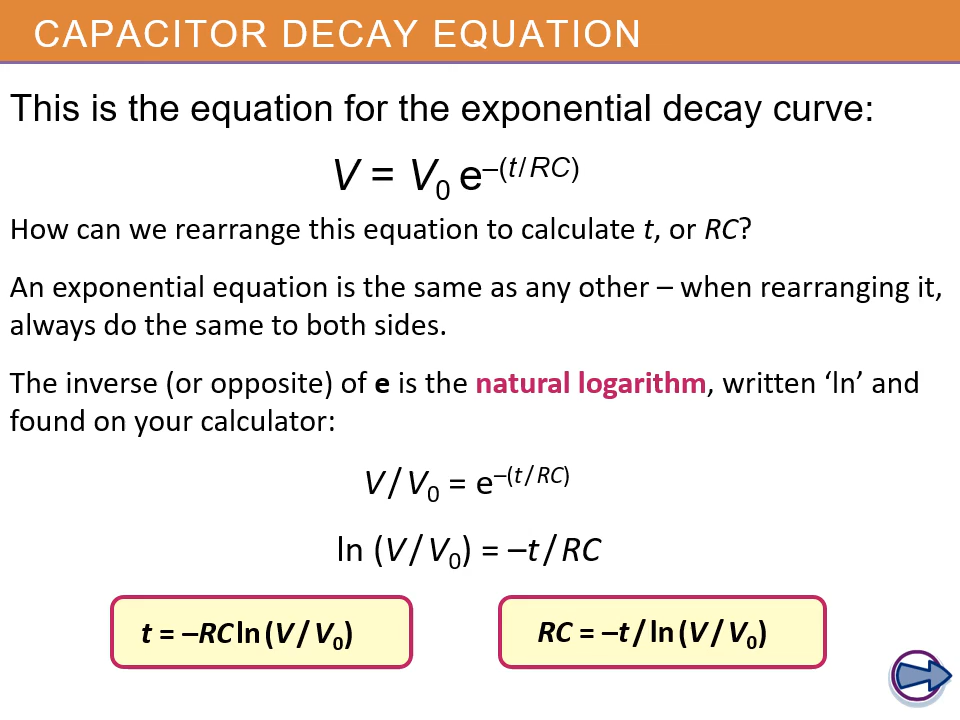 CAPACITOR DECAY EQUATION
This is the equation for the exponential decay curve:
V = V₀ e^–(t/RC)
How can we rearrange this equation to calculate t, or RC?
An exponential equation is the same as any other – when rearranging it,
always do the same to both sides.
The inverse (or opposite) of e is the natural logarithm, written ‘ln’ and
found on your calculator:
V/V₀ = e^–(t/RC)
ln (V/V₀) = –t/RC
t = –RC ln (V/V₀)
RC = –t/ln (V/V₀)